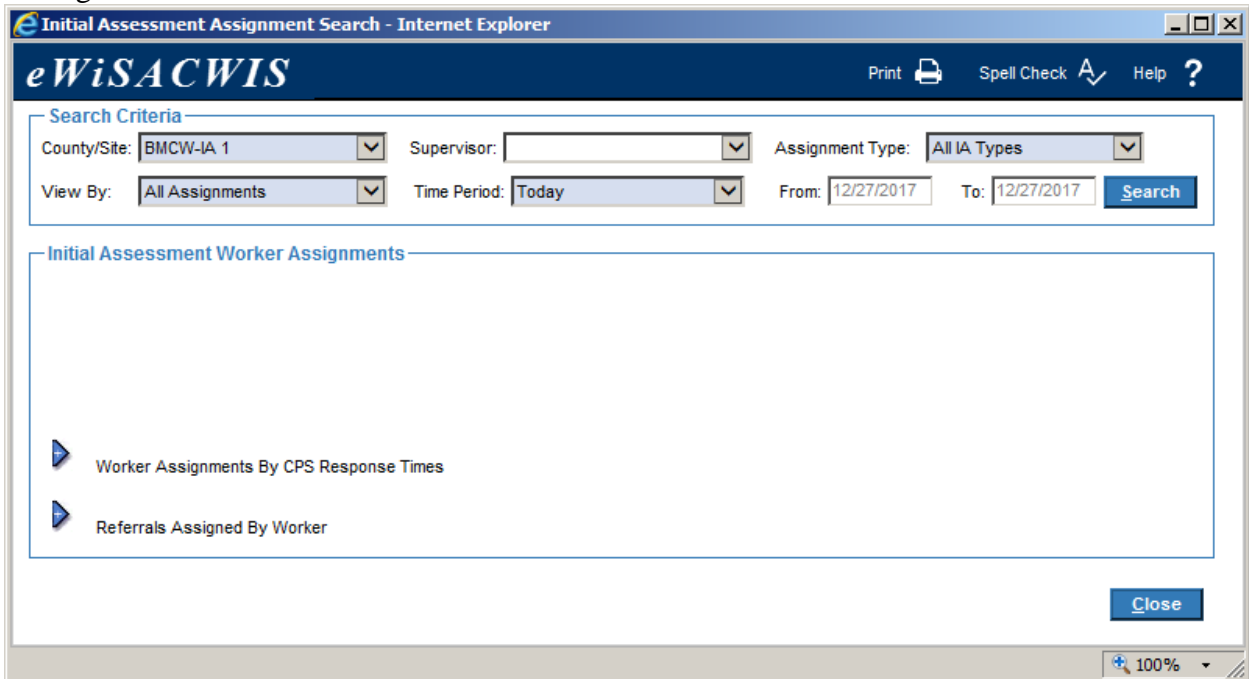 Initial Assessment Assignment Search - Internet Explorer
eWiSACWIS Print Spell Check Help ?
Search Criteria
County/Site: BMCW-IA 1 Supervisor: Assignment Type: All IA Types
View By: All Assignments Time Period: Today From: 12/27/2017 To: 12/27/2017 Search
Initial Assessment Worker Assignments
Worker Assignments By CPS Response Times
Referrals Assigned By Worker
Close
100%